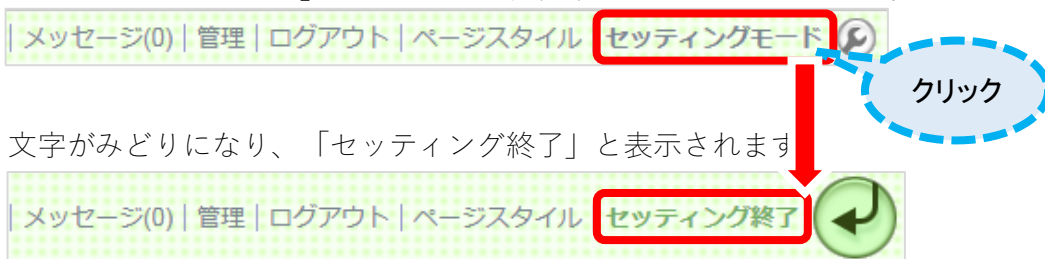 メッセージ(0)│管理│ログアウト│ページスタイル セッティングモード
クリック
文字がみどりになり、「セッティング終了」と表示されます
メッセージ(0)│管理│ログアウト│ページスタイル セッティング終了